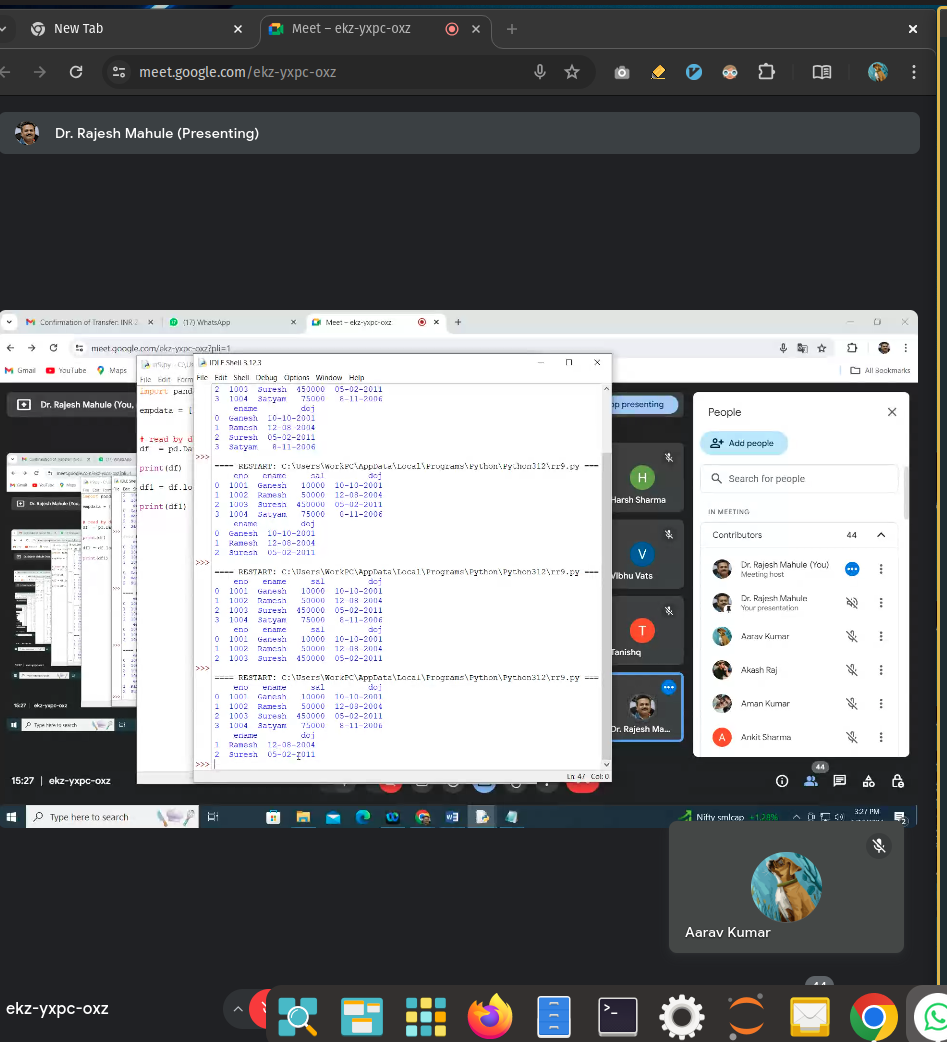 New Tab
Meet – ekz-yxpc-oxz
meet.google.com/ekz-yxpc-oxz
Dr. Rajesh Mahule (Presenting)
Confirmation of Transfer: INR 2
(17) WhatsApp
Meet – ekz-yxpc-oxz
meet.google.com/ekz-yxpc-oxz?pli=1
Gmail
YouTube
Maps
All Bookmarks
Dr. Rajesh Mahule (You,
File Edit Form
import pand
empdata = [
# read by d
df = pd.Da
print(df)
df1 = df.lo
print(df1)
IDLE Shell 3.12.3
File Edit Shell Debug Options Window Help
2 1003 Suresh 450000 05-02-2011
3 1004 Satyam 75000 8-11-2006
ename doj
0 Ganesh 10-10-2001
1 Ramesh 12-08-2004
2 Suresh 05-02-2011
3 Satyam 8-11-2006
>>>
==== RESTART: C:\Users\WorkPC\AppData\Local\Programs\Python\Python312\rr9.py ===
eno ename sal doj
0 1001 Ganesh 10000 10-10-2001
1 1002 Ramesh 50000 12-08-2004
2 1003 Suresh 450000 05-02-2011
3 1004 Satyam 75000 8-11-2006
ename doj
0 Ganesh 10-10-2001
1 Ramesh 12-08-2004
2 Suresh 05-02-2011
>>>
==== RESTART: C:\Users\WorkPC\AppData\Local\Programs\Python\Python312\rr9.py ===
eno ename sal doj
0 1001 Ganesh 10000 10-10-2001
1 1002 Ramesh 50000 12-08-2004
2 1003 Suresh 450000 05-02-2011
3 1004 Satyam 75000 8-11-2006
eno ename sal doj
0 1001 Ganesh 10000 10-10-2001
1 1002 Ramesh 50000 12-08-2004
2 1003 Suresh 450000 05-02-2011
>>>
==== RESTART: C:\Users\WorkPC\AppData\Local\Programs\Python\Python312\rr9.py ===
eno ename sal doj
0 1001 Ganesh 10000 10-10-2001
1 1002 Ramesh 50000 12-08-2004
2 1003 Suresh 450000 05-02-2011
3 1004 Satyam 75000 8-11-2006
ename doj
1 Ramesh 12-08-2004
2 Suresh 05-02-2011
>>>
Ln: 47 Col: 0
op presenting
H
Harsh Sharma
V
Vibhu Vats
T
Tanishq
Dr. Rajesh Ma...
People
Add people
Search for people
IN MEETING
Contributors 44
Dr. Rajesh Mahule (You)
Meeting host
Dr. Rajesh Mahule
Your presentation
Aarav Kumar
Akash Raj
Aman Kumar
A
Ankit Sharma
15:27 | ekz-yxpc-oxz
44
Type here to search
Nifty smlcap +1.28%
3:27 PM
2
Aarav Kumar
ekz-yxpc-oxz